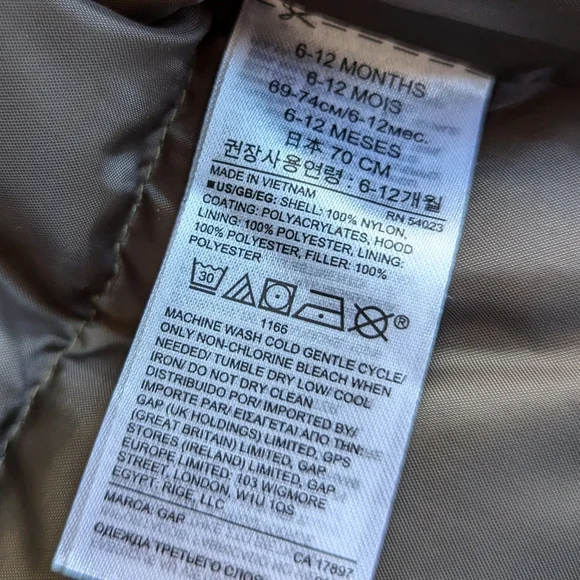 6-12 MONTHS
6-12 MOIS
69-74см/6-12мес.
6-12 MESES
日本 70 CM
권장사용연령 : 6-12개월
MADE IN VIETNAM RN 54023
■US/GB/EG: SHELL: 100% NYLON,
COATING: POLYACRYLATES, HOOD
LINING: 100% POLYESTER, LINING:
100% POLYESTER, FILLER: 100%
POLYESTER
30 ®
1166
MACHINE WASH COLD GENTLE CYCLE/
ONLY NON-CHLORINE BLEACH WHEN
NEEDED/ TUMBLE DRY LOW/ COOL
IRON/ DO NOT DRY CLEAN
DISTRIBUIDO POR/ IMPORTED BY/
IMPORTE PAR/ ΕΙΣΑΓΕΤΑΙ ΑΠΟ ΤΗΝ:
GAP (UK HOLDINGS) LIMITED, GPS
(GREAT BRITAIN) LIMITED, GAP
STORES (IRELAND) LIMITED, GAP
EUROPE LIMITED, 103 WIGMORE
STREET, LONDON, W1U 1QS
EGYPT: RIGE, LLC
MARCA: GAP CA 17897
ОДЕЖДА ТРЕТЬЕГО СЛОЯ